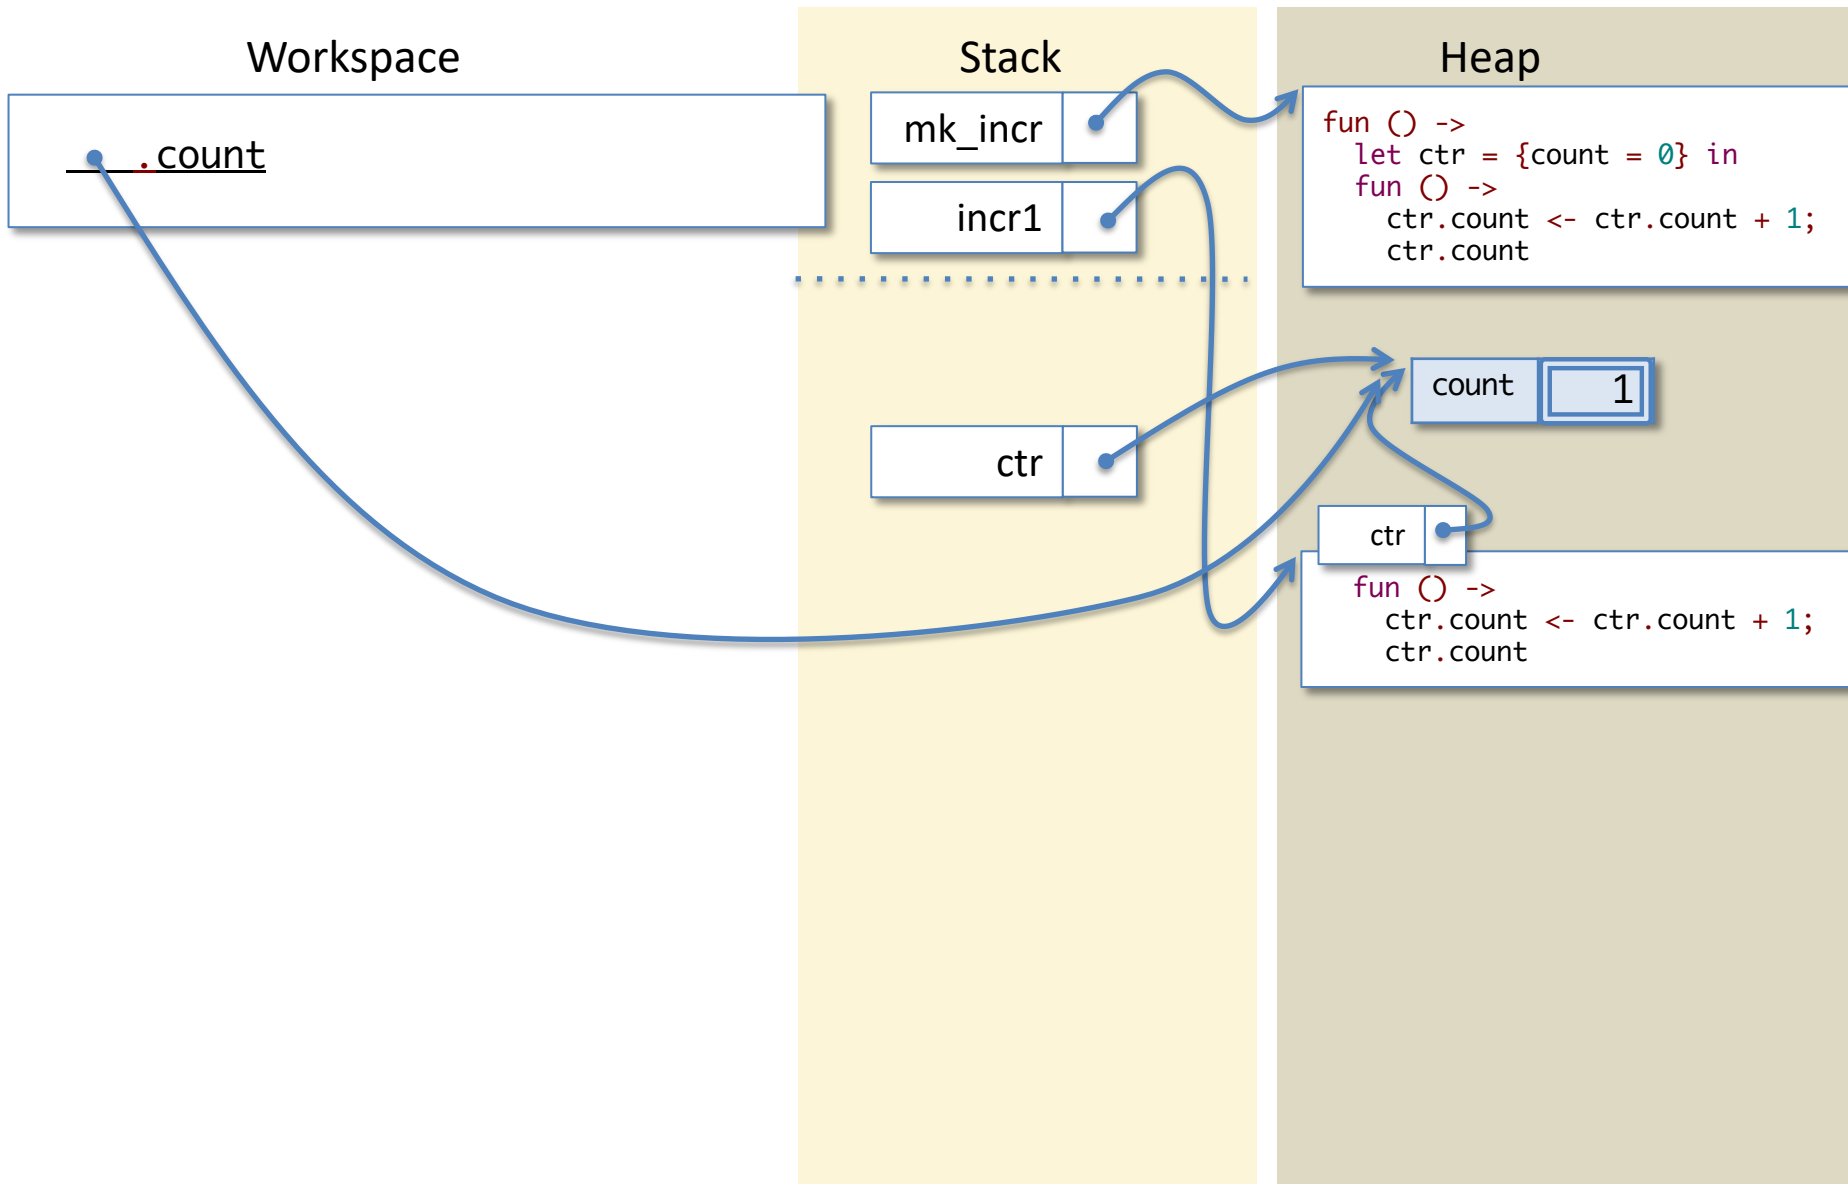 Workspace
Stack
Heap
.count
mk_incr
incr1
ctr
fun () ->
let ctr = {count = 0} in
fun () ->
ctr.count <- ctr.count + 1;
ctr.count
count 1
ctr
fun () ->
ctr.count <- ctr.count + 1;
ctr.count